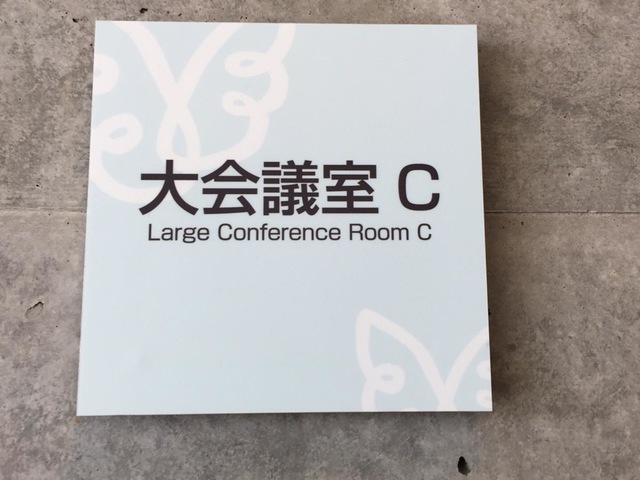 大会議室 C
Large Conference Room C